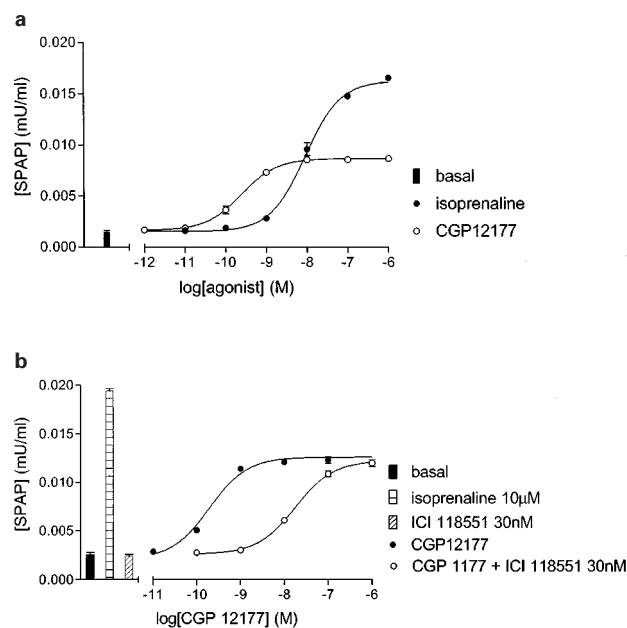 a
0.020
0.015
0.010
0.005
0.000
[SPAP] (mU/ml)
-12 -11 -10 -9 -8 -7 -6
log[agonist] (M)
basal
isoprenaline
CGP12177
b
0.020
0.015
0.010
0.005
0.000
[SPAP] (mU/ml)
-11 -10 -9 -8 -7 -6
log[CGP 12177] (M)
basal
isoprenaline 10μM
ICI 118551 30nM
CGP12177
CGP 1177 + ICI 118551 30nM